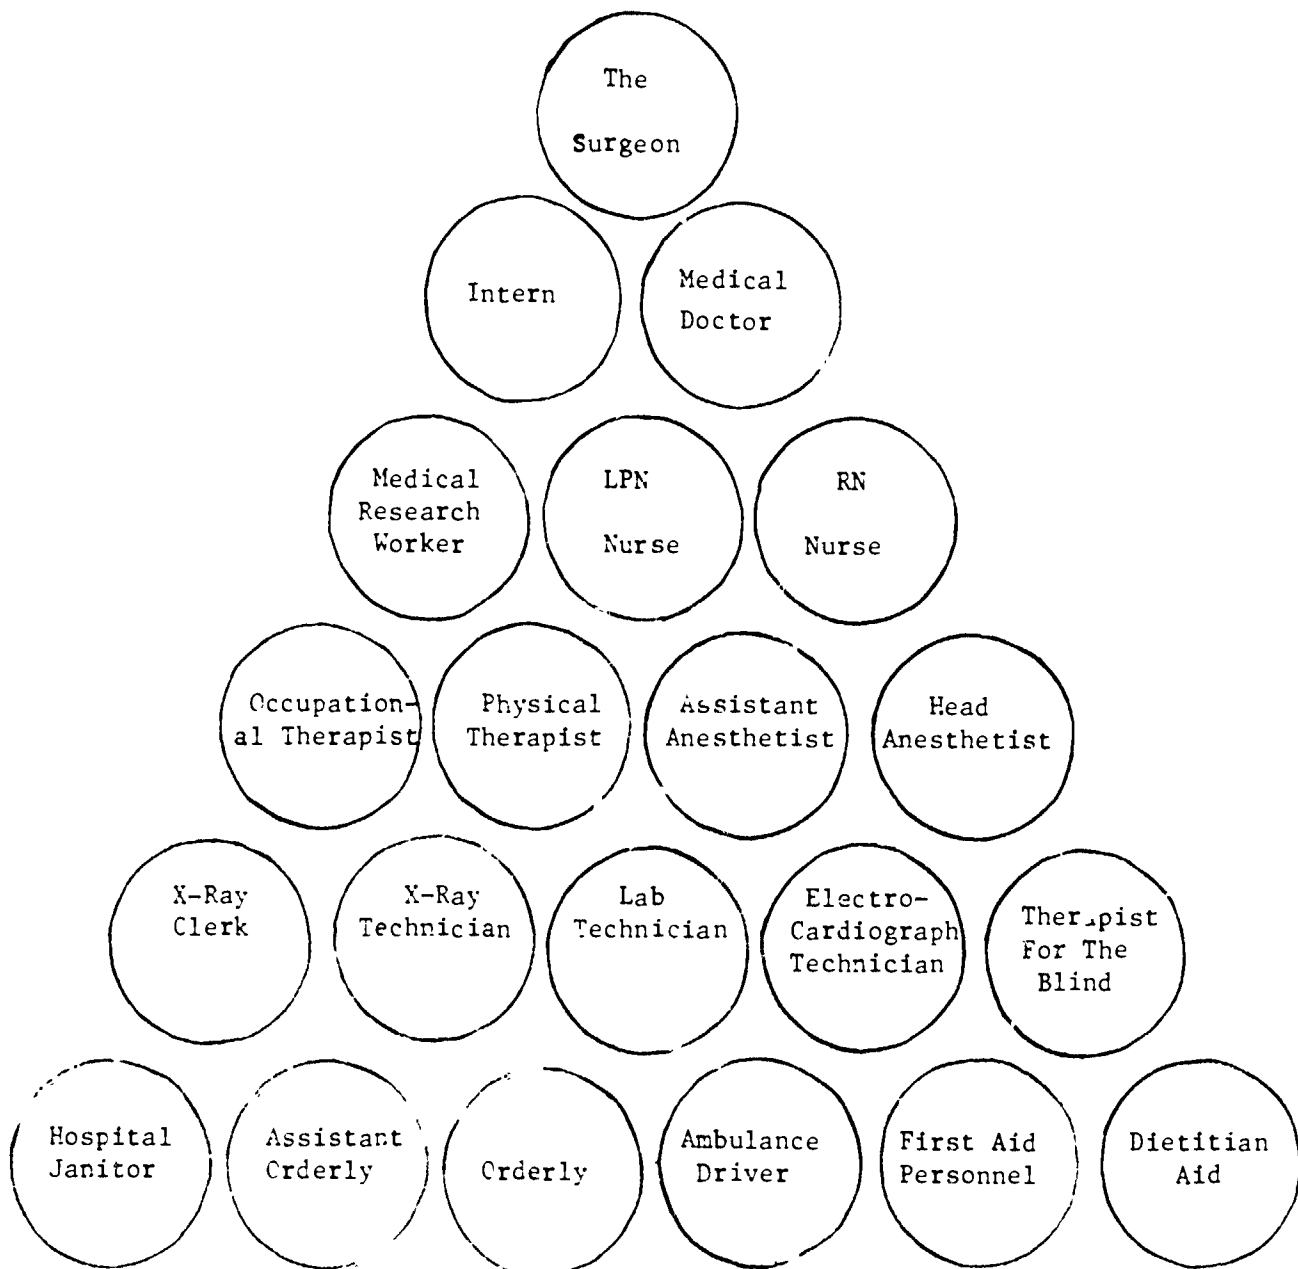 The
Surgeon
Intern
Medical
Doctor
Medical
Research
Worker
LPN
Nurse
RN
Nurse
Occupation-
al Therapist
Physical
Therapist
Assistant
Anesthetist
Head
Anesthetist
X-Ray
Clerk
X-Ray
Technician
Lab
Technician
Electro-
Cardiograph
Technician
Therapist
For The
Blind
Hospital
Janitor
Assistant
Orderly
Orderly
Ambulance
Driver
First Aid
Personnel
Dietitian
Aid